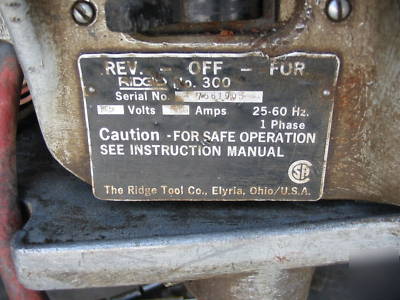 REV. - OFF - FOR
RIDGID No. 300
Serial No.
Volts Amps 25-60 Hz.
1 Phase
Caution - FOR SAFE OPERATION
SEE INSTRUCTION MANUAL
SA
The Ridge Tool Co., Elyria, Ohio/U.S.A.